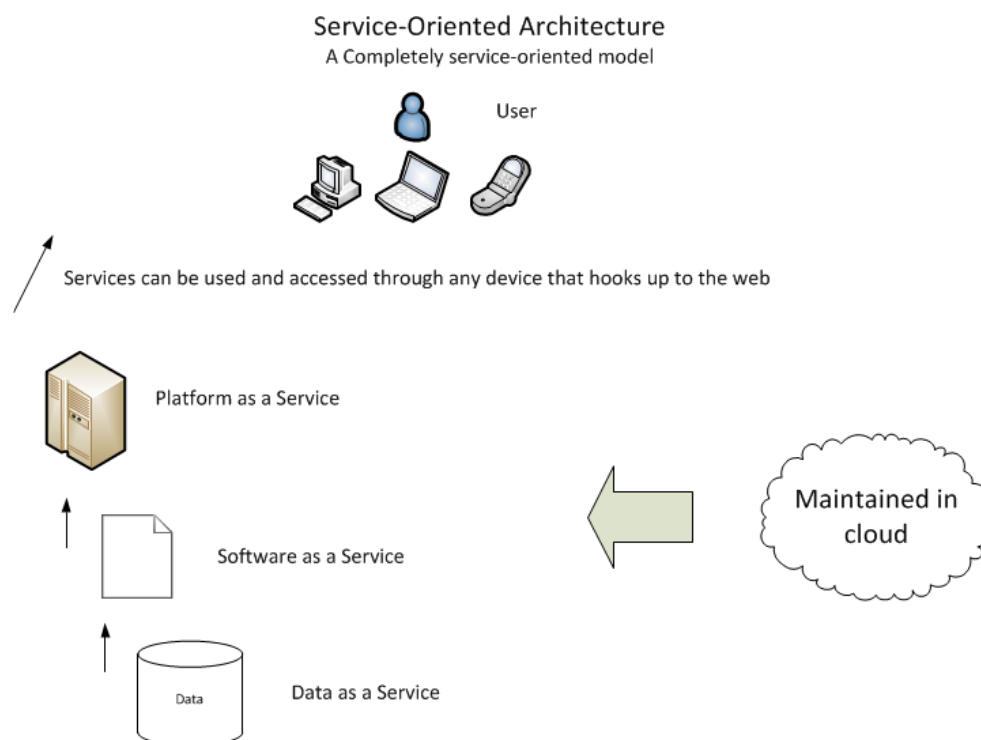 Service-Oriented Architecture
A Completely service-oriented model
User
Services can be used and accessed through any device that hooks up to the web
Platform as a Service
Maintained in
cloud
Software as a Service
Data
Data as a Service